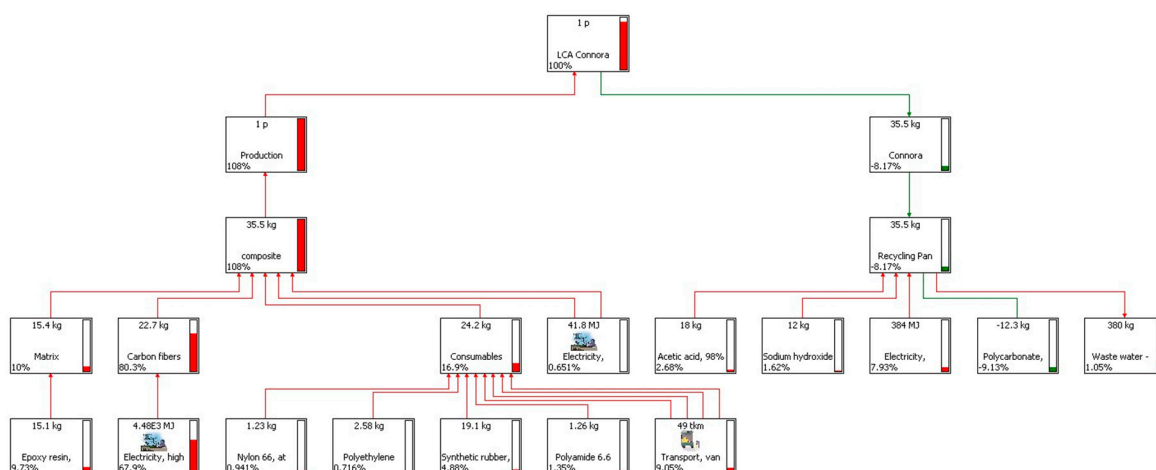 1 p
LCA Connora
100%
1 p
Production
108%
35.5 kg
Connora
-8.17%
35.5 kg
composite
108%
35.5 kg
Recycling Pan
-8.17%
15.4 kg
Matrix
10%
22.7 kg
Carbon fibers
80.3%
24.2 kg
Consumables
16.9%
41.8 MJ
Electricity,
0.651%
18 kg
Acetic acid, 98%
2.68%
12 kg
Sodium hydroxide
1.62%
384 MJ
Electricity,
7.93%
-12.3 kg
Polycarbonate,
-9.13%
380 kg
Waste water -
1.05%
15.1 kg
Epoxy resin,
9.73%
4.48E3 MJ
Electricity, high
67.9%
1.23 kg
Nylon 66, at
0.941%
2.58 kg
Polyethylene
0.716%
19.1 kg
Synthetic rubber,
4.88%
1.26 kg
Polyamide 6.6
1.35%
49 tkm
Transport, van
9.05%